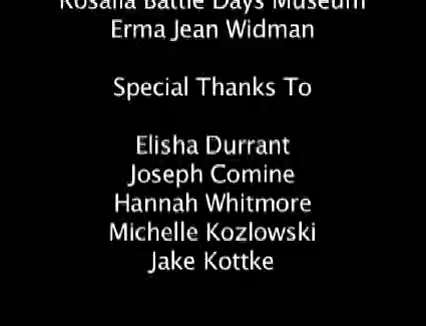 Rosalia Battle Days Museum
Erma Jean Widman
Special Thanks To
Elisha Durrant
Joseph Comine
Hannah Whitmore
Michelle Kozlowski
Jake Kottke